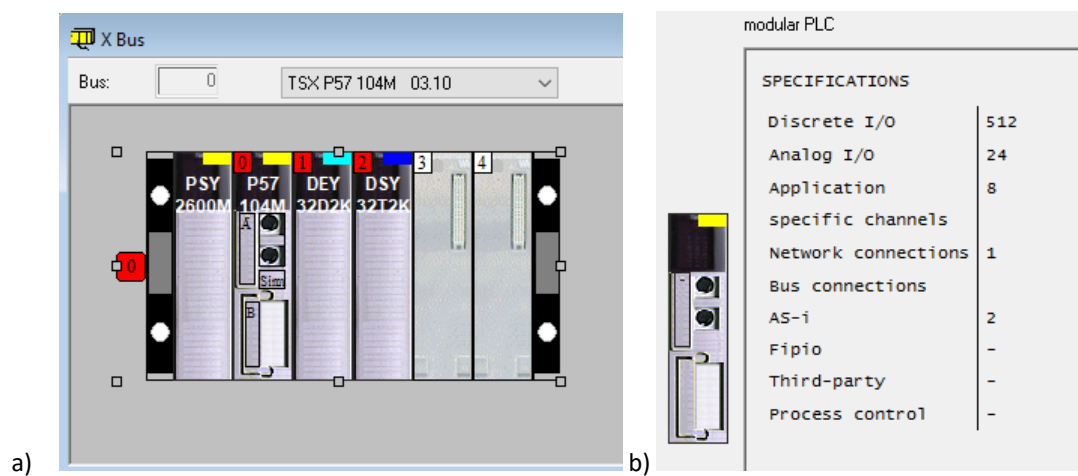 X Bus
Bus: 0 TSX P57 104M 03.10
0 1 2 3 4
PSY P57 DEY DSY
2600M 104M 32D2K 32T2K
A
Sim
B
0
a)
modular PLC
SPECIFICATIONS
Discrete I/O 512
Analog I/O 24
Application 8
specific channels
Network connections 1
Bus connections
AS-i 2
Fipio -
Third-party -
Process control -
b)